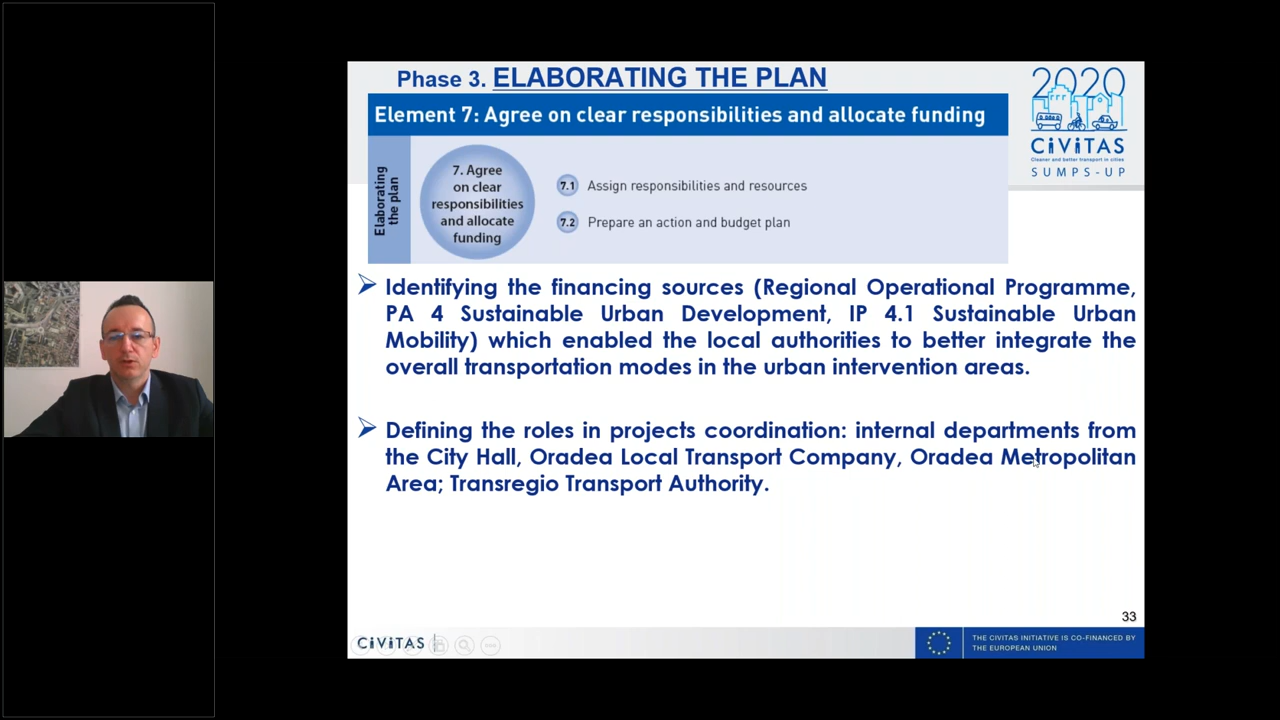 Phase 3. ELABORATING THE PLAN
Element 7: Agree on clear responsibilities and allocate funding
Elaborating
the plan
7. Agree
on clear
responsibilities
and allocate
funding
7.1 Assign responsibilities and resources
7.2 Prepare an action and budget plan
2020
CiViTAS
Cleaner and better transport in cities
SUMPS-UP
Identifying the financing sources (Regional Operational Programme,
PA 4 Sustainable Urban Development, IP 4.1 Sustainable Urban
Mobility) which enabled the local authorities to better integrate the
overall transportation modes in the urban intervention areas.
Defining the roles in projects coordination: internal departments from
the City Hall, Oradea Local Transport Company, Oradea Metropolitan
Area; Transregio Transport Authority.
33
CiViTAS
THE CIVITAS INITIATIVE IS CO-FINANCED BY
THE EUROPEAN UNION